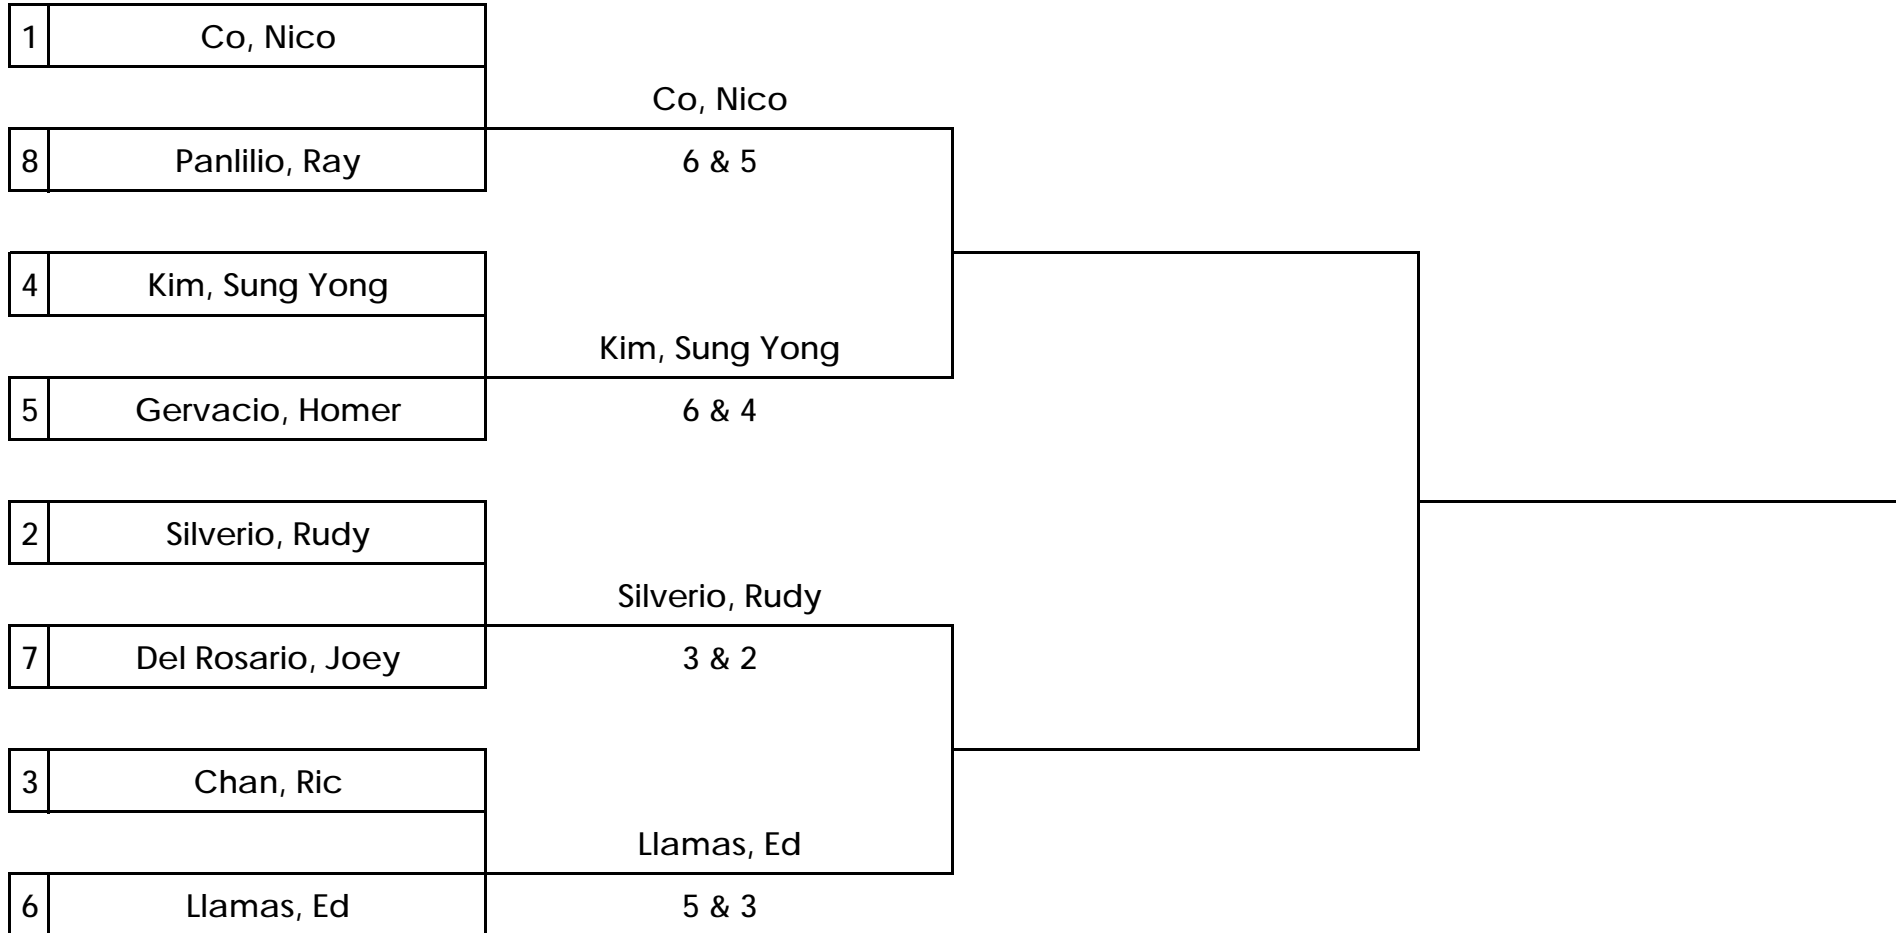 1 Co, Nico
Co, Nico
8 Panlilio, Ray 6 & 5
4 Kim, Sung Yong
Kim, Sung Yong
5 Gervacio, Homer 6 & 4
2 Silverio, Rudy
Silverio, Rudy
7 Del Rosario, Joey 3 & 2
3 Chan, Ric
Llamas, Ed
6 Llamas, Ed 5 & 3